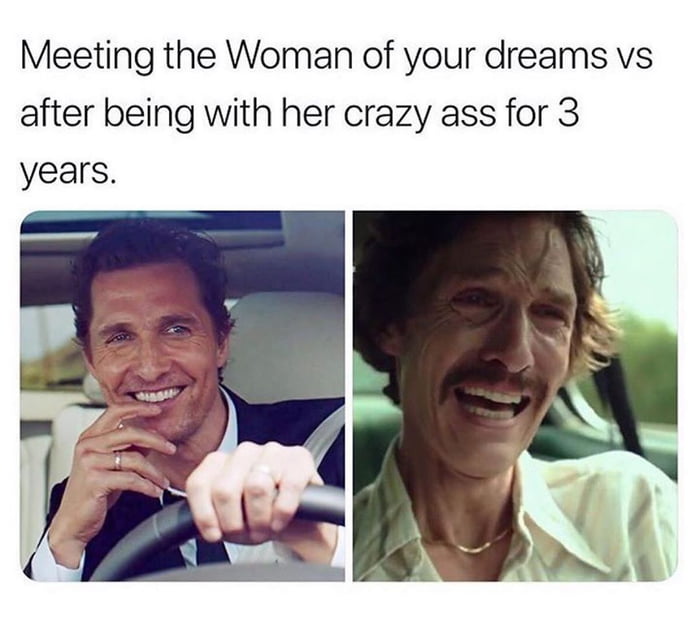 Meeting the Woman of your dreams vs
after being with her crazy ass for 3
years.